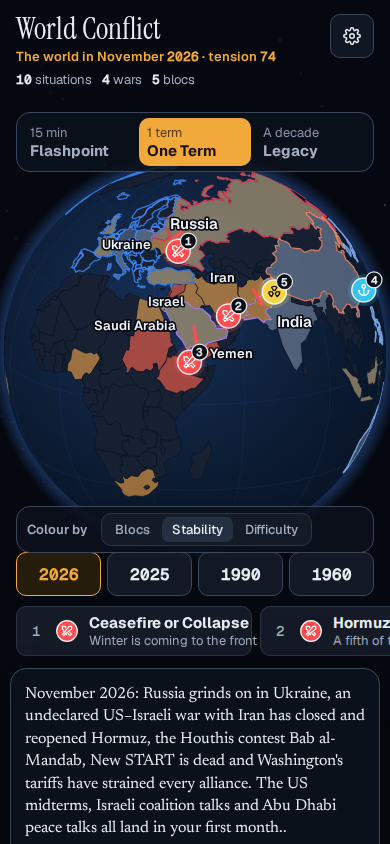 World Conflict
The world in November 2026 · tension 74
10 situations 4 wars 5 blocs
15 min
Flashpoint
1 term
One Term
A decade
Legacy
Russia
1
Ukraine
Iran
5
4
Israel
2
Saudi Arabia
India
3 Yemen
Colour by Blocs Stability Difficulty
2026 2025 1990 1960
1 Ceasefire or Collapse
Winter is coming to the front
2 Hormuz
A fifth of t
November 2026: Russia grinds on in Ukraine, an
undeclared US–Israeli war with Iran has closed and
reopened Hormuz, the Houthis contest Bab al-
Mandab, New START is dead and Washington's
tariffs have strained every alliance. The US
midterms, Israeli coalition talks and Abu Dhabi
peace talks all land in your first month..